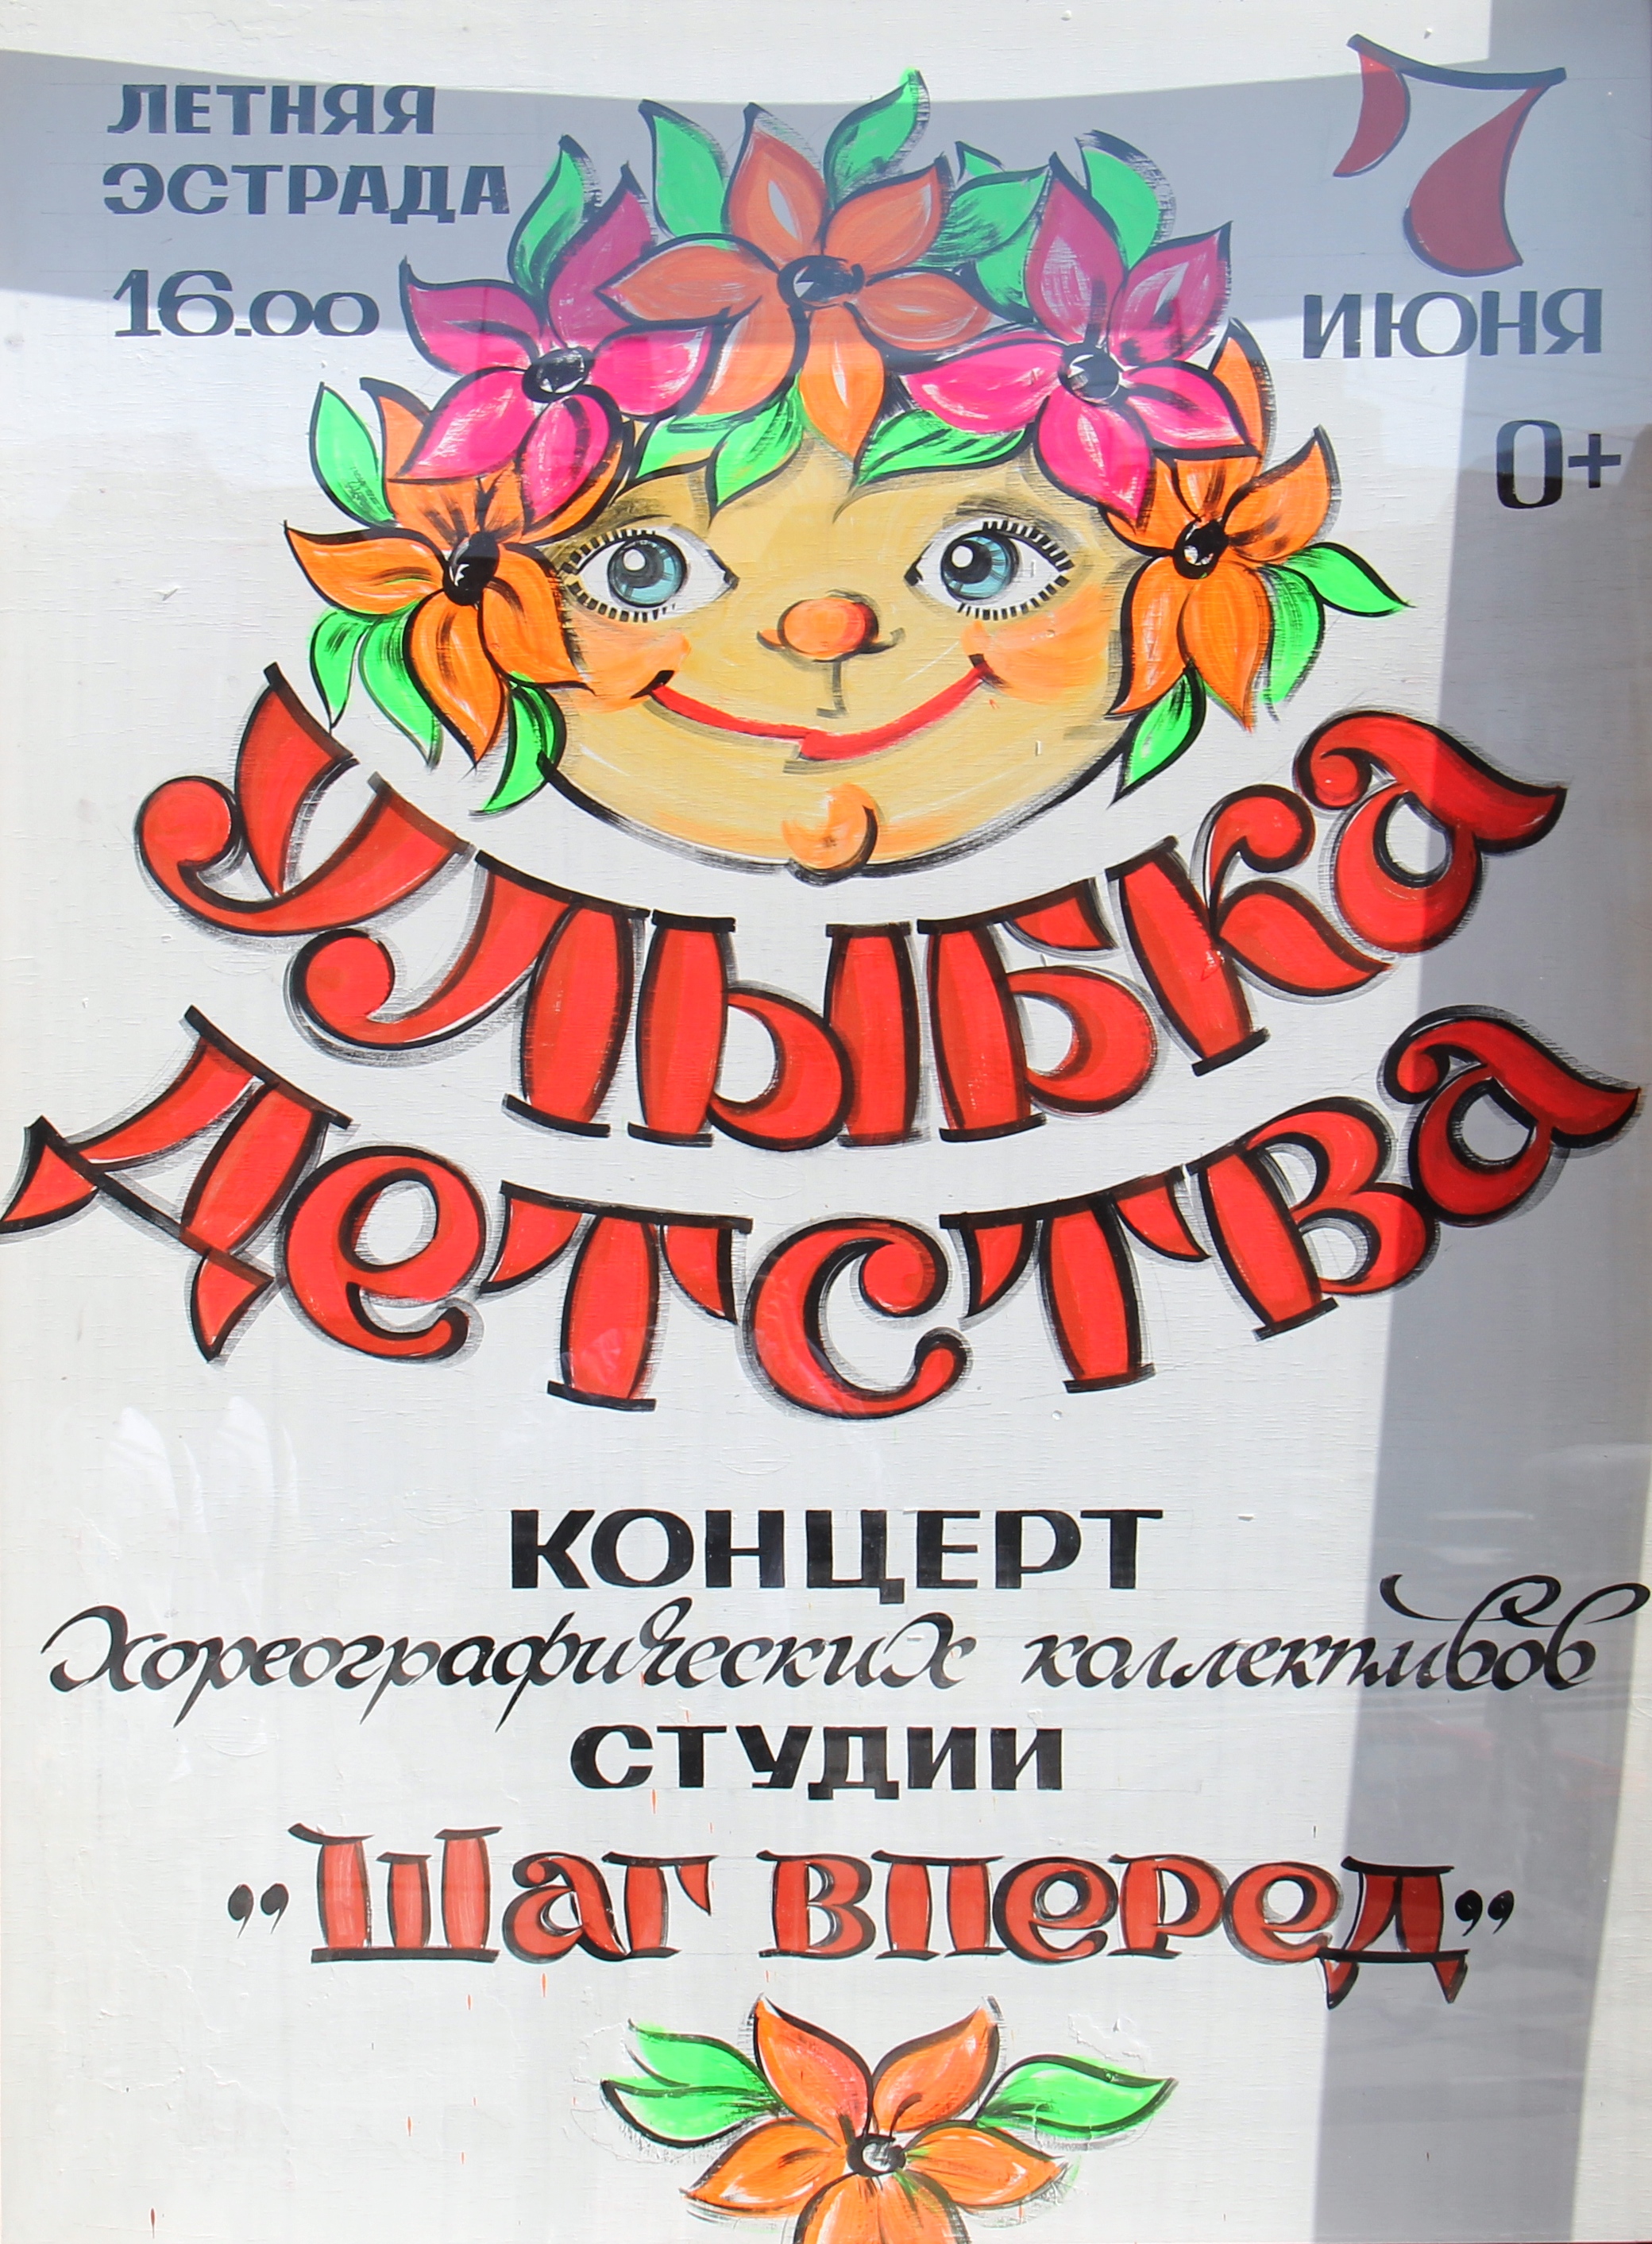 ЛЕТНЯЯ
ЭСТРАДА
16.00
7
ИЮНЯ
0+
Улыбка
детства
КОНЦЕРТ
хореографических коллективов
СТУДИИ
„Шаг вперед”